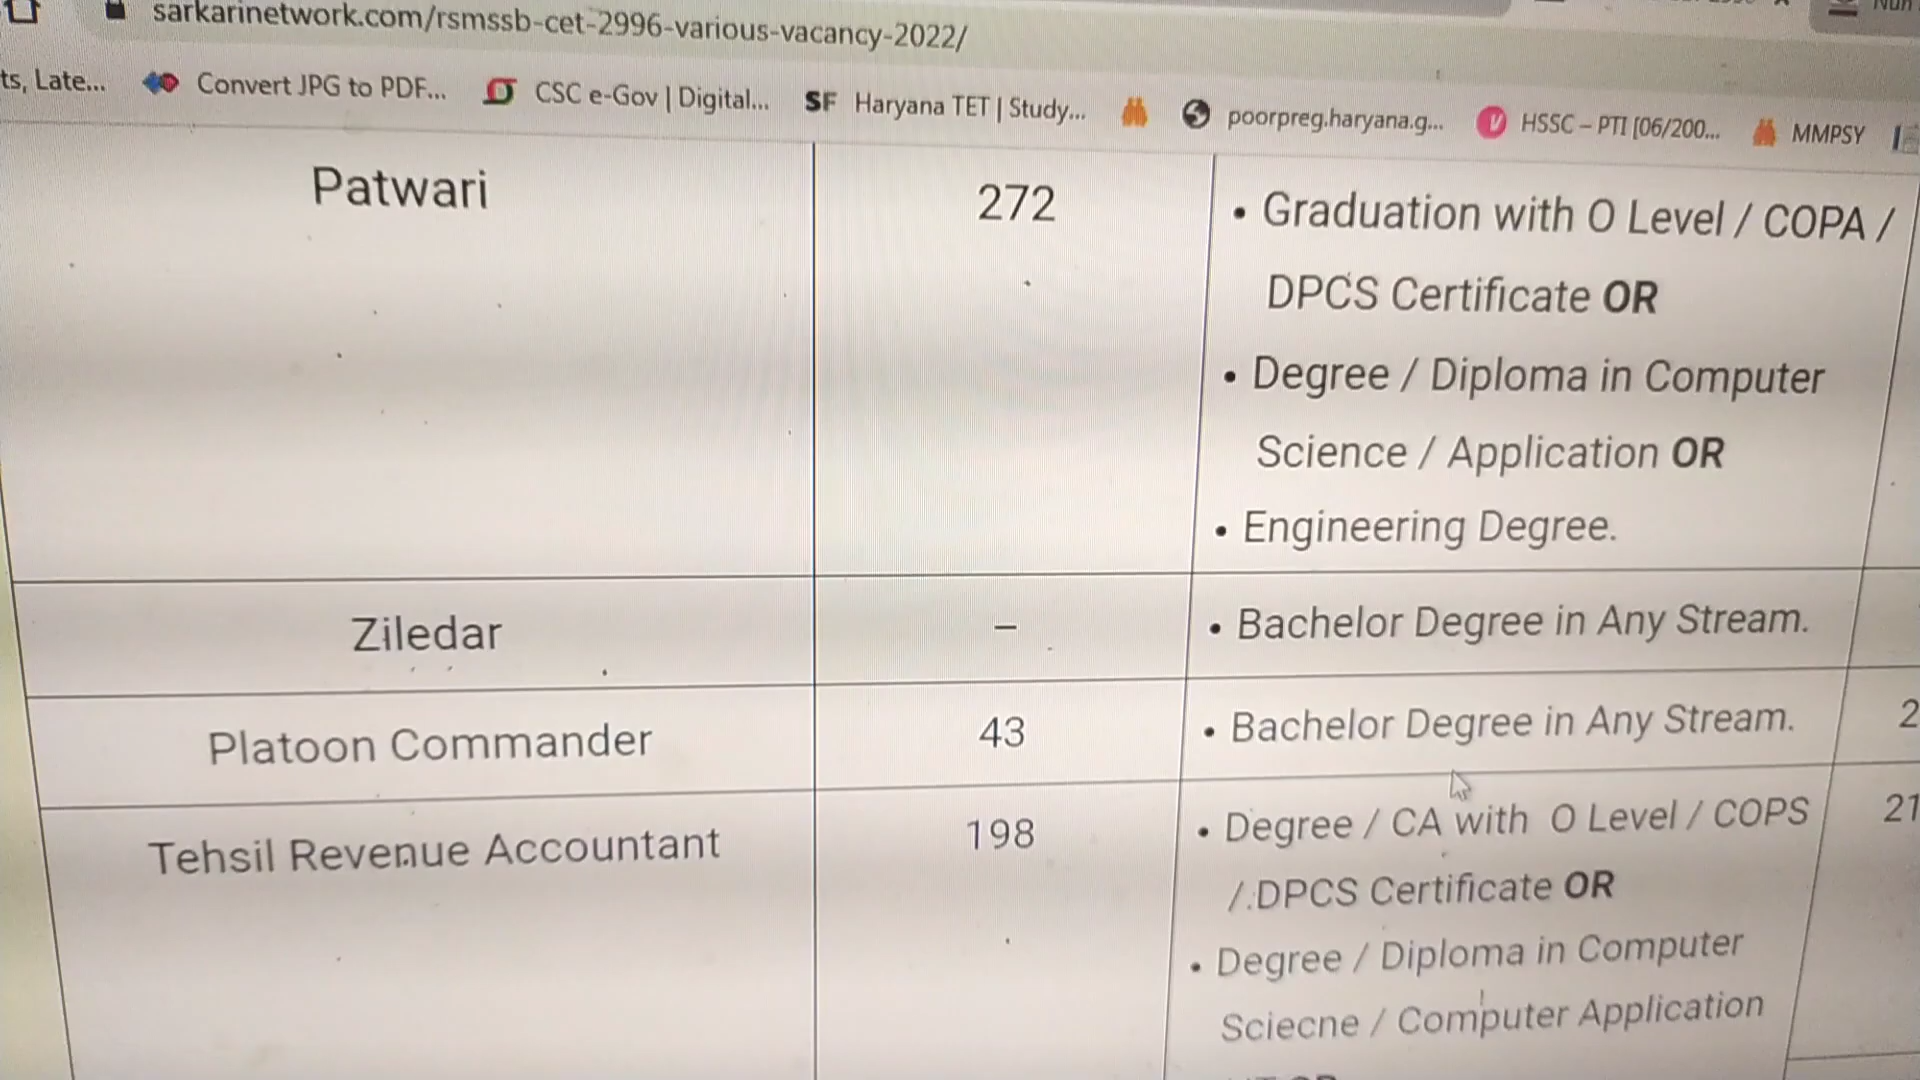 sarkarinetwork.com/rsmssb-cet-2996-various-vacancy-2022/
ts, Late... Convert JPG to PDF... CSC e-Gov | Digital... SF Haryana TET | Study... poorpreg.haryana.g... HSSC – PTI [06/200... MMPSY
Patwari 272 • Graduation with O Level / COPA /
DPCS Certificate OR
• Degree / Diploma in Computer
Science / Application OR
• Engineering Degree.
Ziledar – • Bachelor Degree in Any Stream.
Platoon Commander 43 • Bachelor Degree in Any Stream. 2
Tehsil Revenue Accountant 198 • Degree / CA with O Level / COPS 21
/ DPCS Certificate OR
• Degree / Diploma in Computer
Sciecne / Computer Application